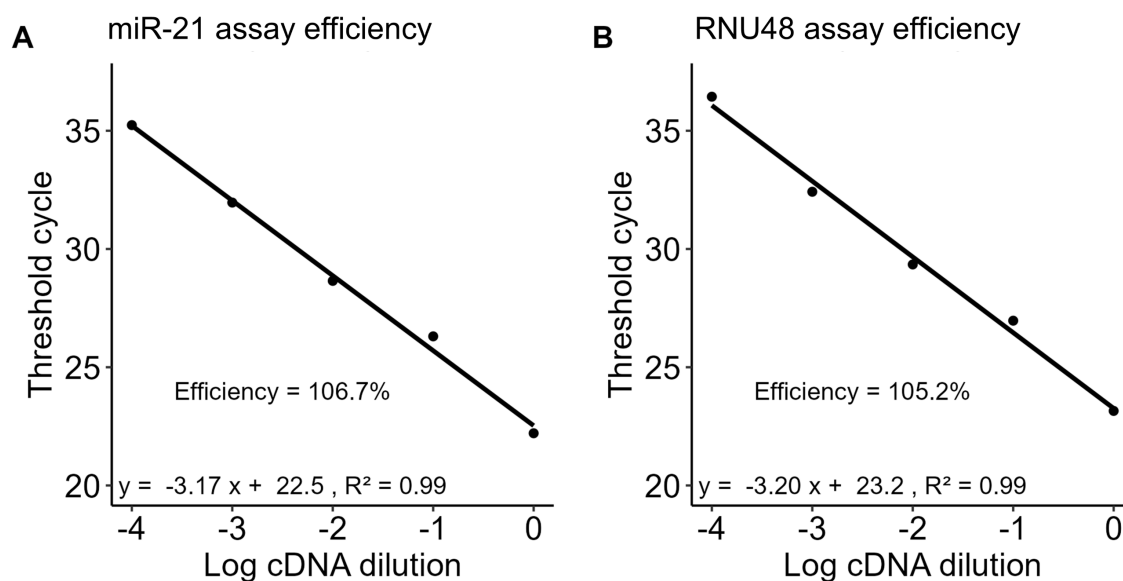 A
miR-21 assay efficiency
Threshold cycle
35
30
25
20
Efficiency = 106.7%
y = -3.17 x + 22.5 , R² = 0.99
-4 -3 -2 -1 0
Log cDNA dilution
B
RNU48 assay efficiency
Threshold cycle
35
30
25
20
Efficiency = 105.2%
y = -3.20 x + 23.2 , R² = 0.99
-4 -3 -2 -1 0
Log cDNA dilution